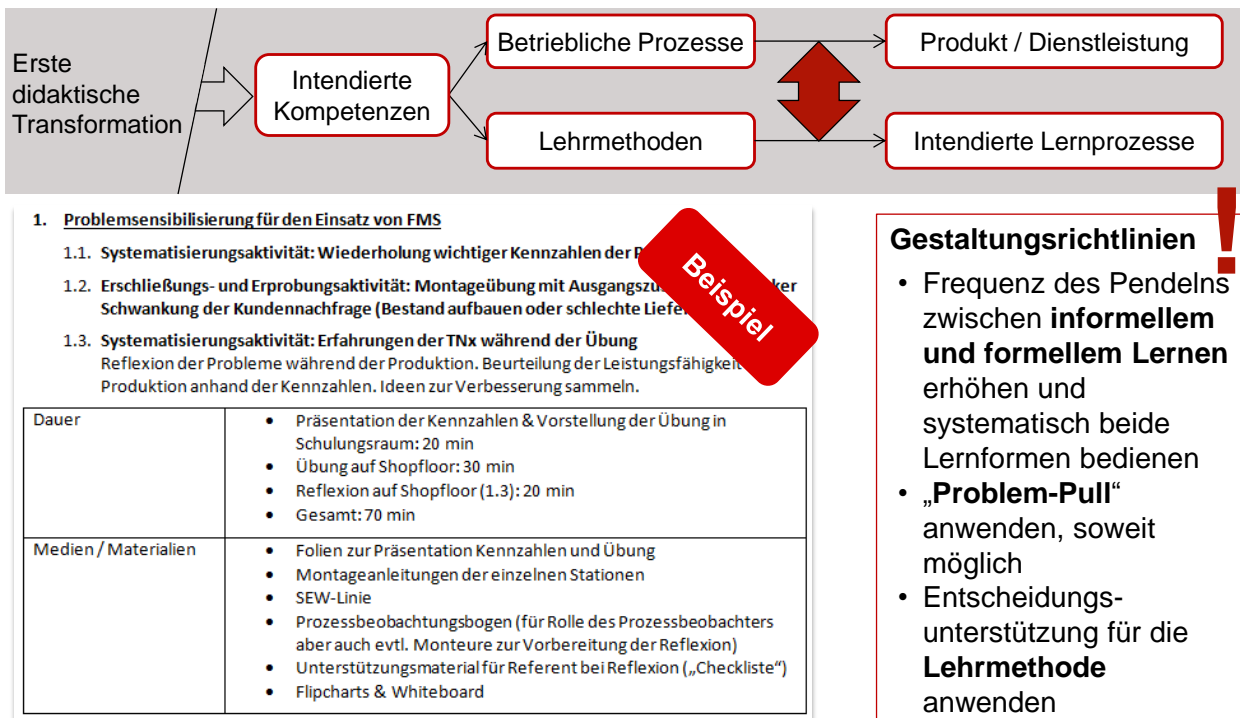 Erste
didaktische
Transformation
Intendierte
Kompetenzen
Betriebliche Prozesse
Produkt / Dienstleistung
Lehrmethoden
Intendierte Lernprozesse
1. Problemsensibilisierung für den Einsatz von FMS
1.1. Systematisierungsaktivität: Wiederholung wichtiger Kennzahlen der
1.2. Erschließungs- und Erprobungsaktivität: Montageübung mit
Schwankung der Kundennachfrage (Bestand aufbauen oder schlechte
1.3. Systematisierungsaktivität: Erfahrungen der TNx während der Übung
Reflexion der Probleme während der Produktion. Beurteilung der Leistungsfähigkeit
Produktion anhand der Kennzahlen. Ideen zur Verbesserung sammeln.
Beispiel
Dauer
• Präsentation der Kennzahlen & Vorstellung der Übung in
Schulungsraum: 20 min
• Übung auf Shopfloor: 30 min
• Reflexion auf Shopfloor (1.3): 20 min
• Gesamt: 70 min
Medien / Materialien
• Folien zur Präsentation Kennzahlen und Übung
• Montageanleitungen der einzelnen Stationen
• SEW-Linie
• Prozessbeobachtungsbogen (für Rolle des Prozessbeobachters
aber auch evtl. Monteure zur Vorbereitung der Reflexion)
• Unterstützungsmaterial für Referent bei Reflexion („Checkliste“)
• Flipcharts & Whiteboard
!
Gestaltungsrichtlinien
• Frequenz des Pendelns
zwischen informellem
und formellem Lernen
erhöhen und
systematisch beide
Lernformen bedienen
• „Problem-Pull“
anwenden, soweit
möglich
• Entscheidungs-
unterstützung für die
Lehrmethode
anwenden